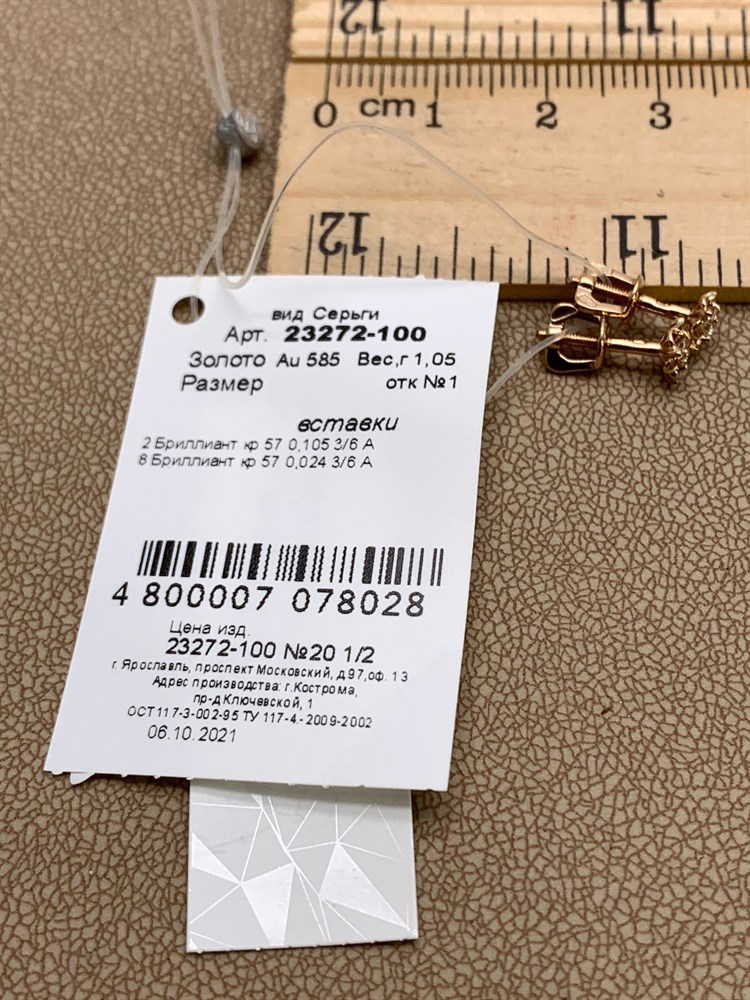 12 11
0 cm 1 2 3
12 11
вид Серьги
Арт. 23272-100
Золото Au 585 Вес,г 1,05
Размер отк №1
вставки
2 Бриллиант кр 57 0,105 3/6 А
8 Бриллиант кр 57 0,024 3/6 А
4 800007 078028
Цена изд.
23272-100 №20 1/2
г. Ярославль, проспект Московский, д.97,оф. 13
Адрес производства: г.Кострома,
пр-д Ключевской, 1
ОСТ117-3-002-95 ТУ 117-4.-2009-2002
06.10.2021